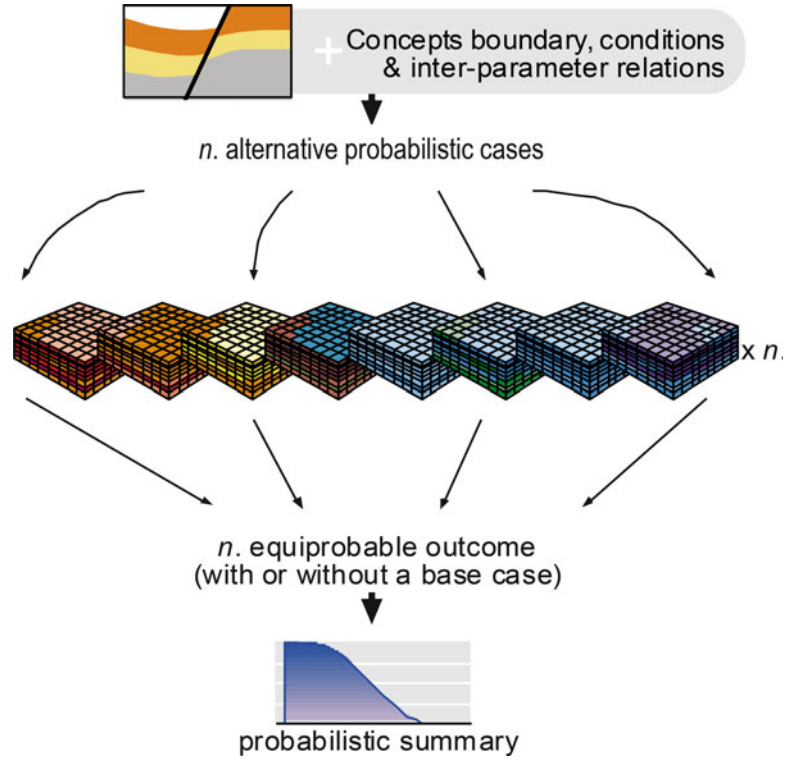 + Concepts boundary, conditions
& inter-parameter relations
n. alternative probabilistic cases
x n.
n. equiprobable outcome
(with or without a base case)
probabilistic summary